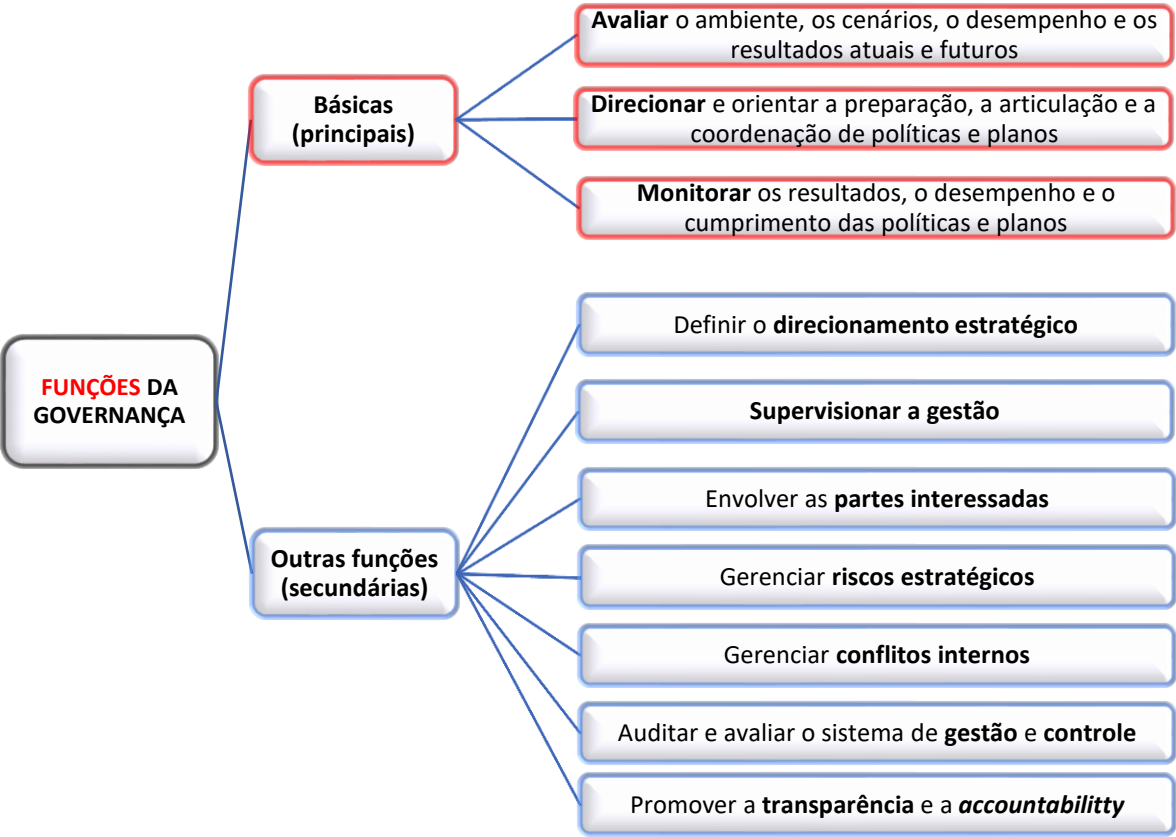 FUNÇÕES DA
GOVERNANÇA
Básicas
(principais)
Avaliar o ambiente, os cenários, o desempenho e os
resultados atuais e futuros
Direcionar e orientar a preparação, a articulação e a
coordenação de políticas e planos
Monitorar os resultados, o desempenho e o
cumprimento das políticas e planos
Outras funções
(secundárias)
Definir o direcionamento estratégico
Supervisionar a gestão
Envolver as partes interessadas
Gerenciar riscos estratégicos
Gerenciar conflitos internos
Auditar e avaliar o sistema de gestão e controle
Promover a transparência e a accountabilitty